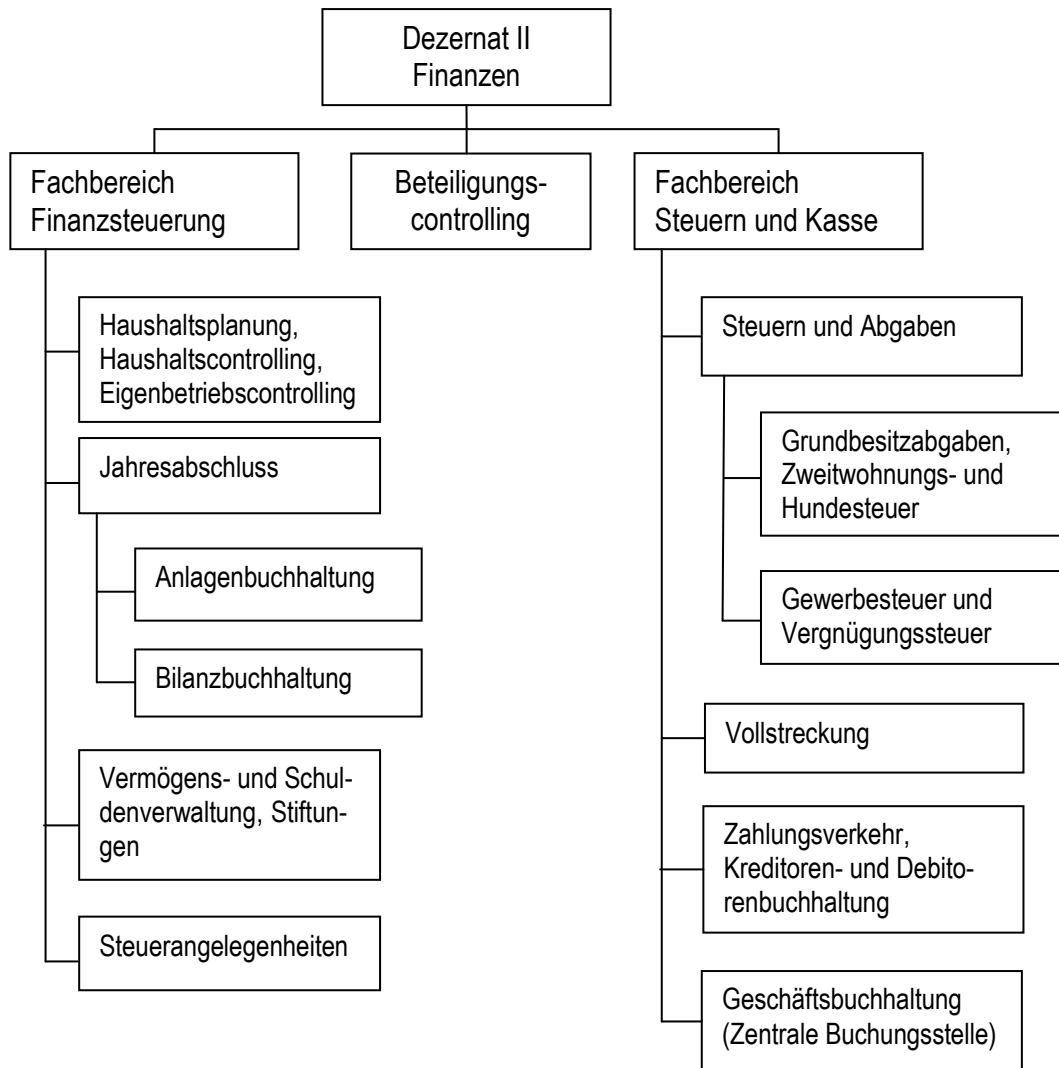 Dezernat II
Finanzen
Fachbereich
Finanzsteuerung
Beteiligungs-
controlling
Fachbereich
Steuern und Kasse
Haushaltsplanung,
Haushaltscontrolling,
Eigenbetriebscontrolling
Jahresabschluss
Anlagenbuchhaltung
Bilanzbuchhaltung
Vermögens- und Schul-
denverwaltung, Stiftun-
gen
Steuerangelegenheiten
Steuern und Abgaben
Grundbesitzabgaben,
Zweitwohnungs- und
Hundesteuer
Gewerbesteuer und
Vergnügungssteuer
Vollstreckung
Zahlungsverkehr,
Kreditoren- und Debito-
renbuchhaltung
Geschäftsbuchhaltung
(Zentrale Buchungsstelle)